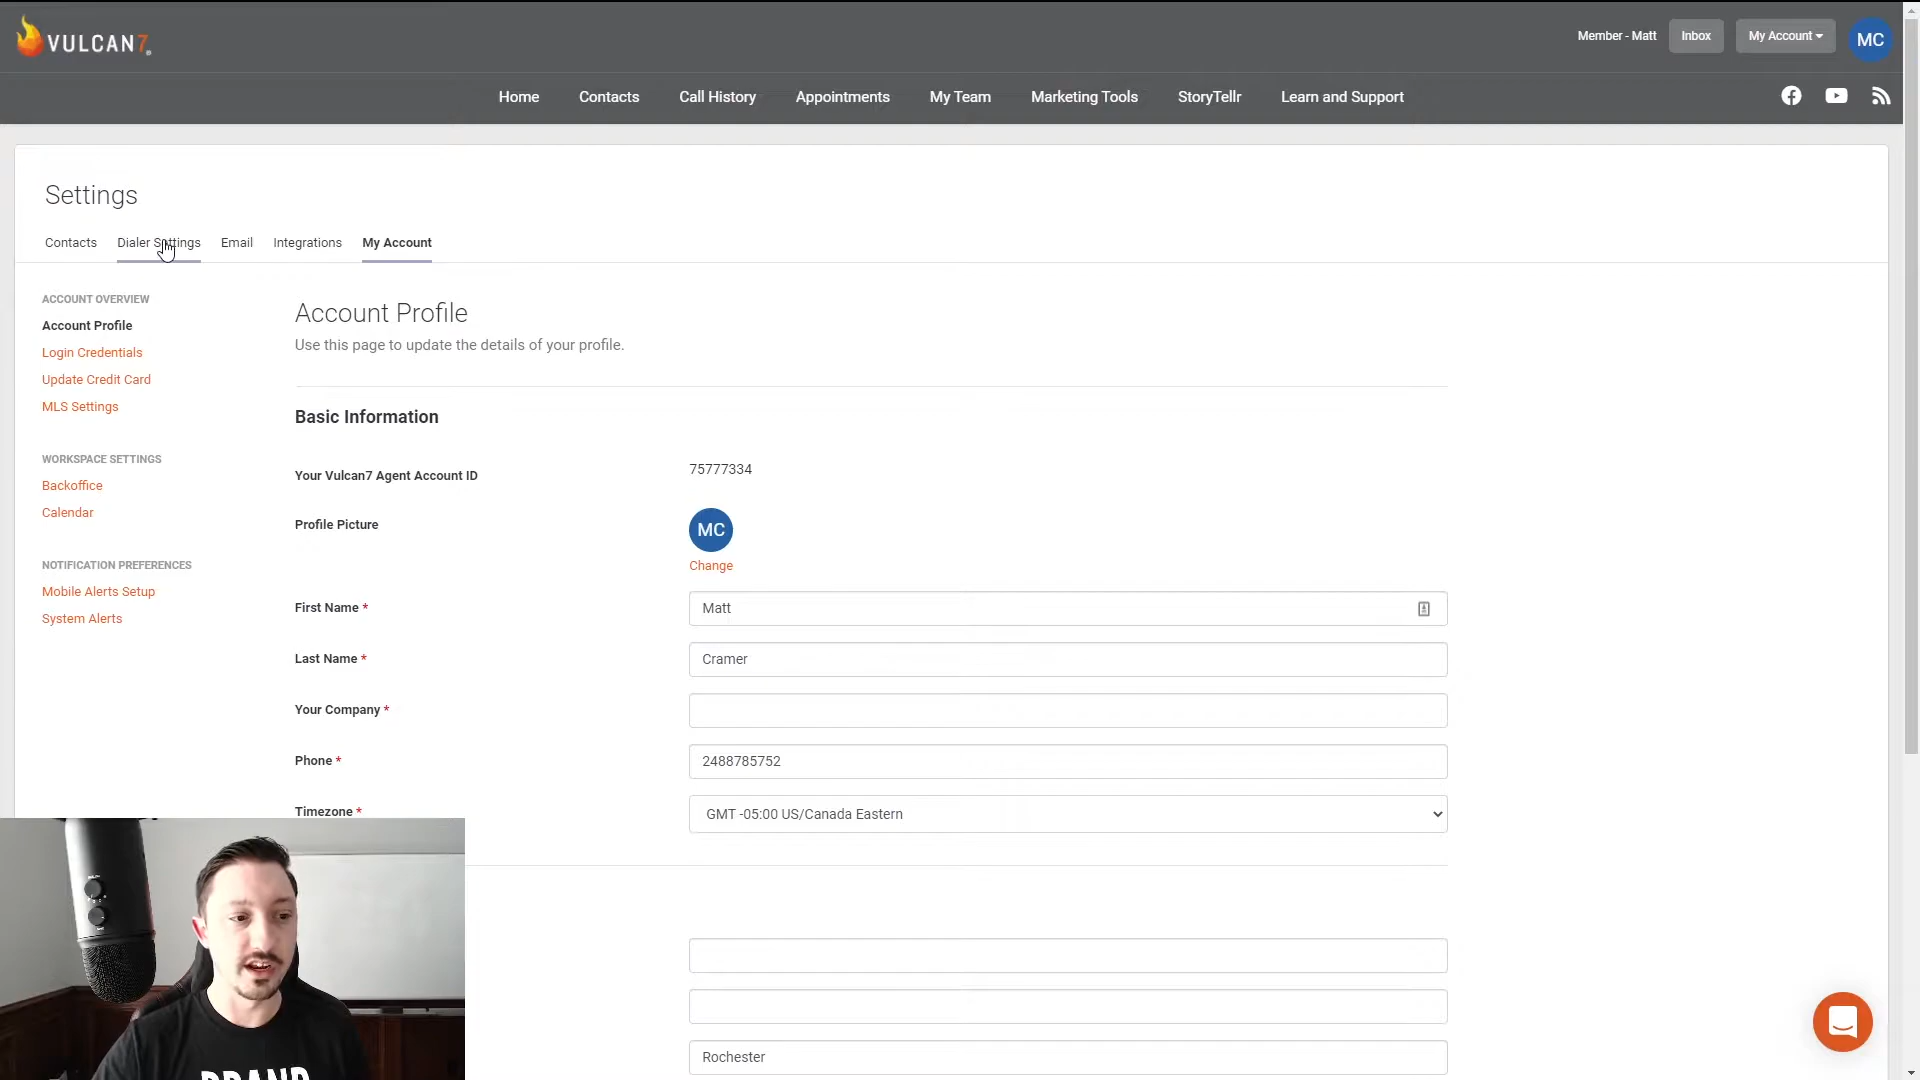 VULCAN7
Member - Matt
Inbox
My Account
MC
Home
Contacts
Call History
Appointments
My Team
Marketing Tools
StoryTellr
Learn and Support
Settings
Contacts
Dialer Settings
Email
Integrations
My Account
ACCOUNT OVERVIEW
Account Profile
Login Credentials
Update Credit Card
MLS Settings
WORKSPACE SETTINGS
Backoffice
Calendar
NOTIFICATION PREFERENCES
Mobile Alerts Setup
System Alerts
Account Profile
Use this page to update the details of your profile.
Basic Information
Your Vulcan7 Agent Account ID
75777334
Profile Picture
MC
Change
First Name *
Matt
Last Name *
Cramer
Your Company *
Phone *
2488785752
Timezone *
GMT -05:00 US/Canada Eastern
Rochester
BRAND